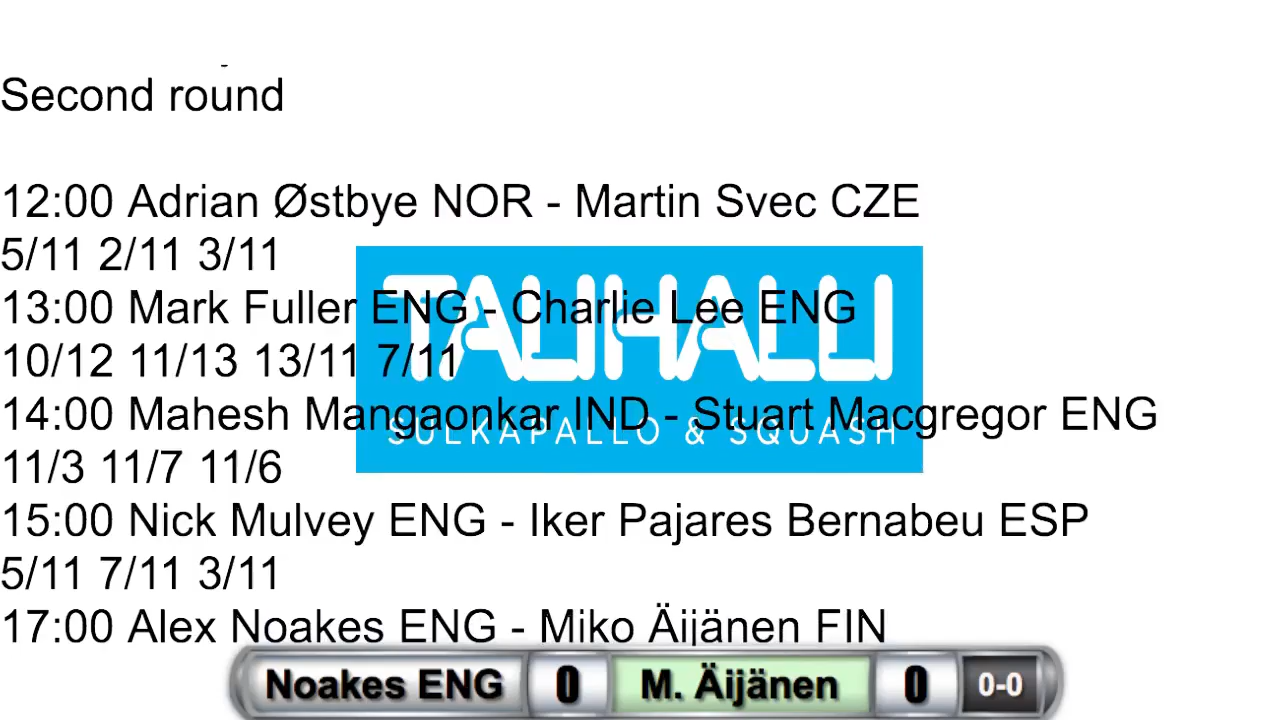 Second round
12:00 Adrian Østbye NOR - Martin Svec CZE
5/11 2/11 3/11
13:00 Mark Fuller ENG - Charlie Lee ENG
10/12 11/13 13/11 7/11
14:00 Mahesh Mangaonkar IND - Stuart Macgregor ENG
11/3 11/7 11/6
15:00 Nick Mulvey ENG - Iker Pajares Bernabeu ESP
5/11 7/11 3/11
17:00 Alex Noakes ENG - Miko Äijänen FIN
TALIHALLI
SULKAPALLO & SQUASH
Noakes ENG 0 M. Äijänen 0 0-0